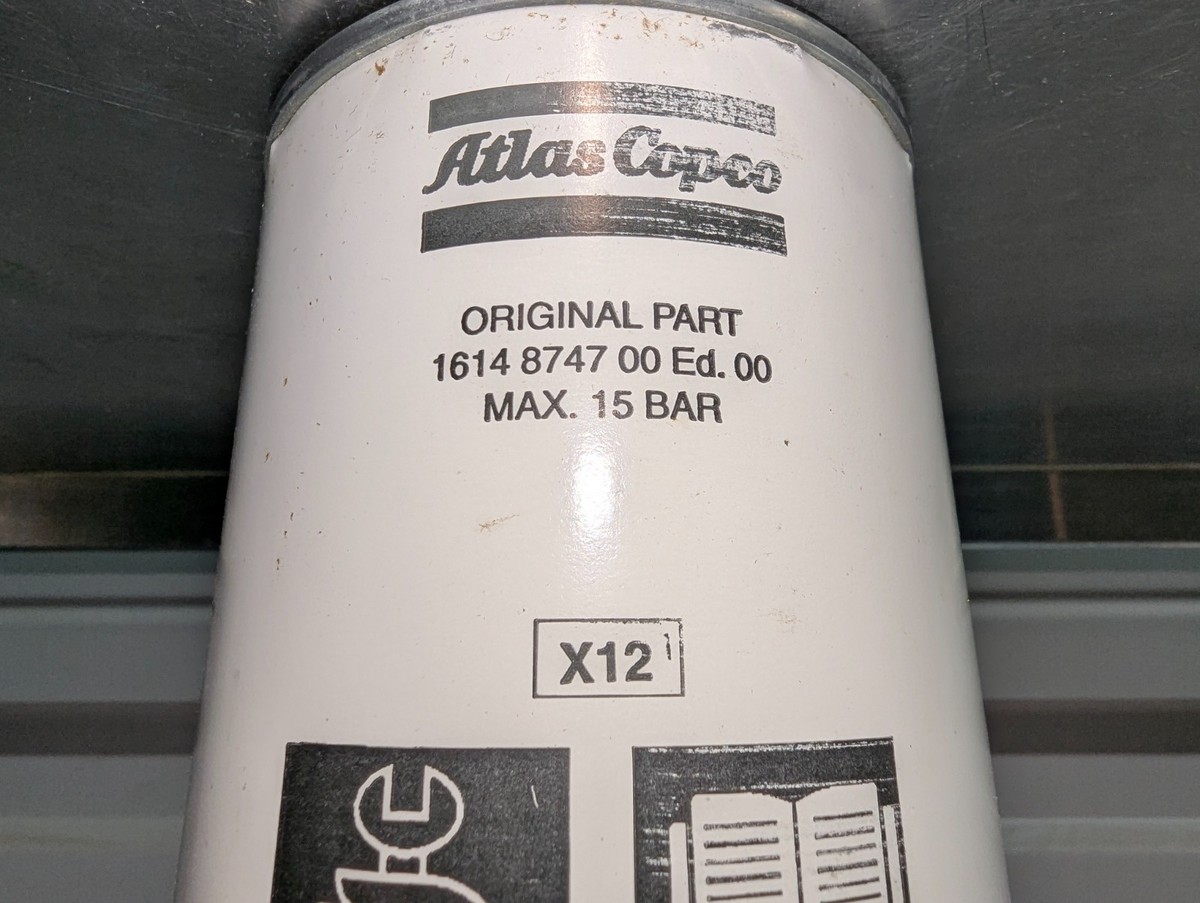 Atlas Copco
ORIGINAL PART
1614 8747 00 Ed. 00
MAX. 15 BAR
X12